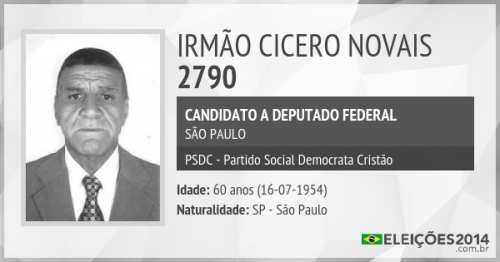 IRMÃO CICERO NOVAIS
2790
CANDIDATO A DEPUTADO FEDERAL
SÃO PAULO
PSDC - Partido Social Democrata Cristão
Idade: 60 anos (16-07-1954)
Naturalidade: SP - São Paulo
ELEIÇÕES2014
.com.br